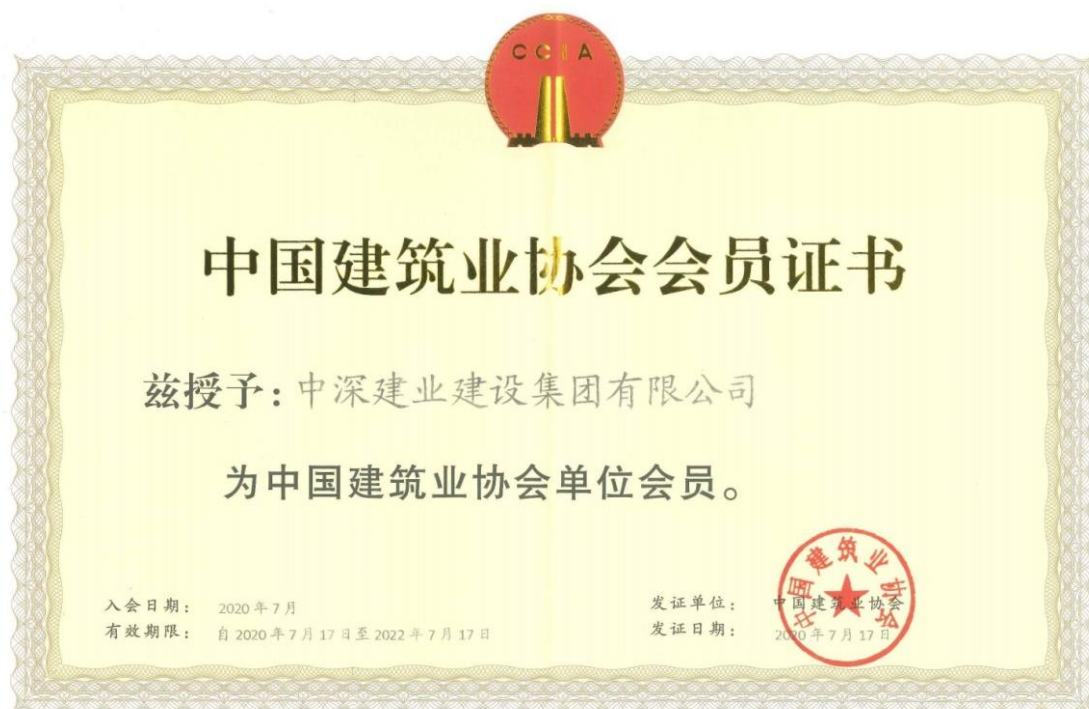 CCIA
中国建筑业协会会员证书
兹授予：中深建业建设集团有限公司
为中国建筑业协会单位会员。
入会日期： 2020年7月
有效期限： 自2020年7月17日至2022年7月17日
发证单位： 中国建筑业协会
发证日期： 2020年7月17日
中国建筑业协会